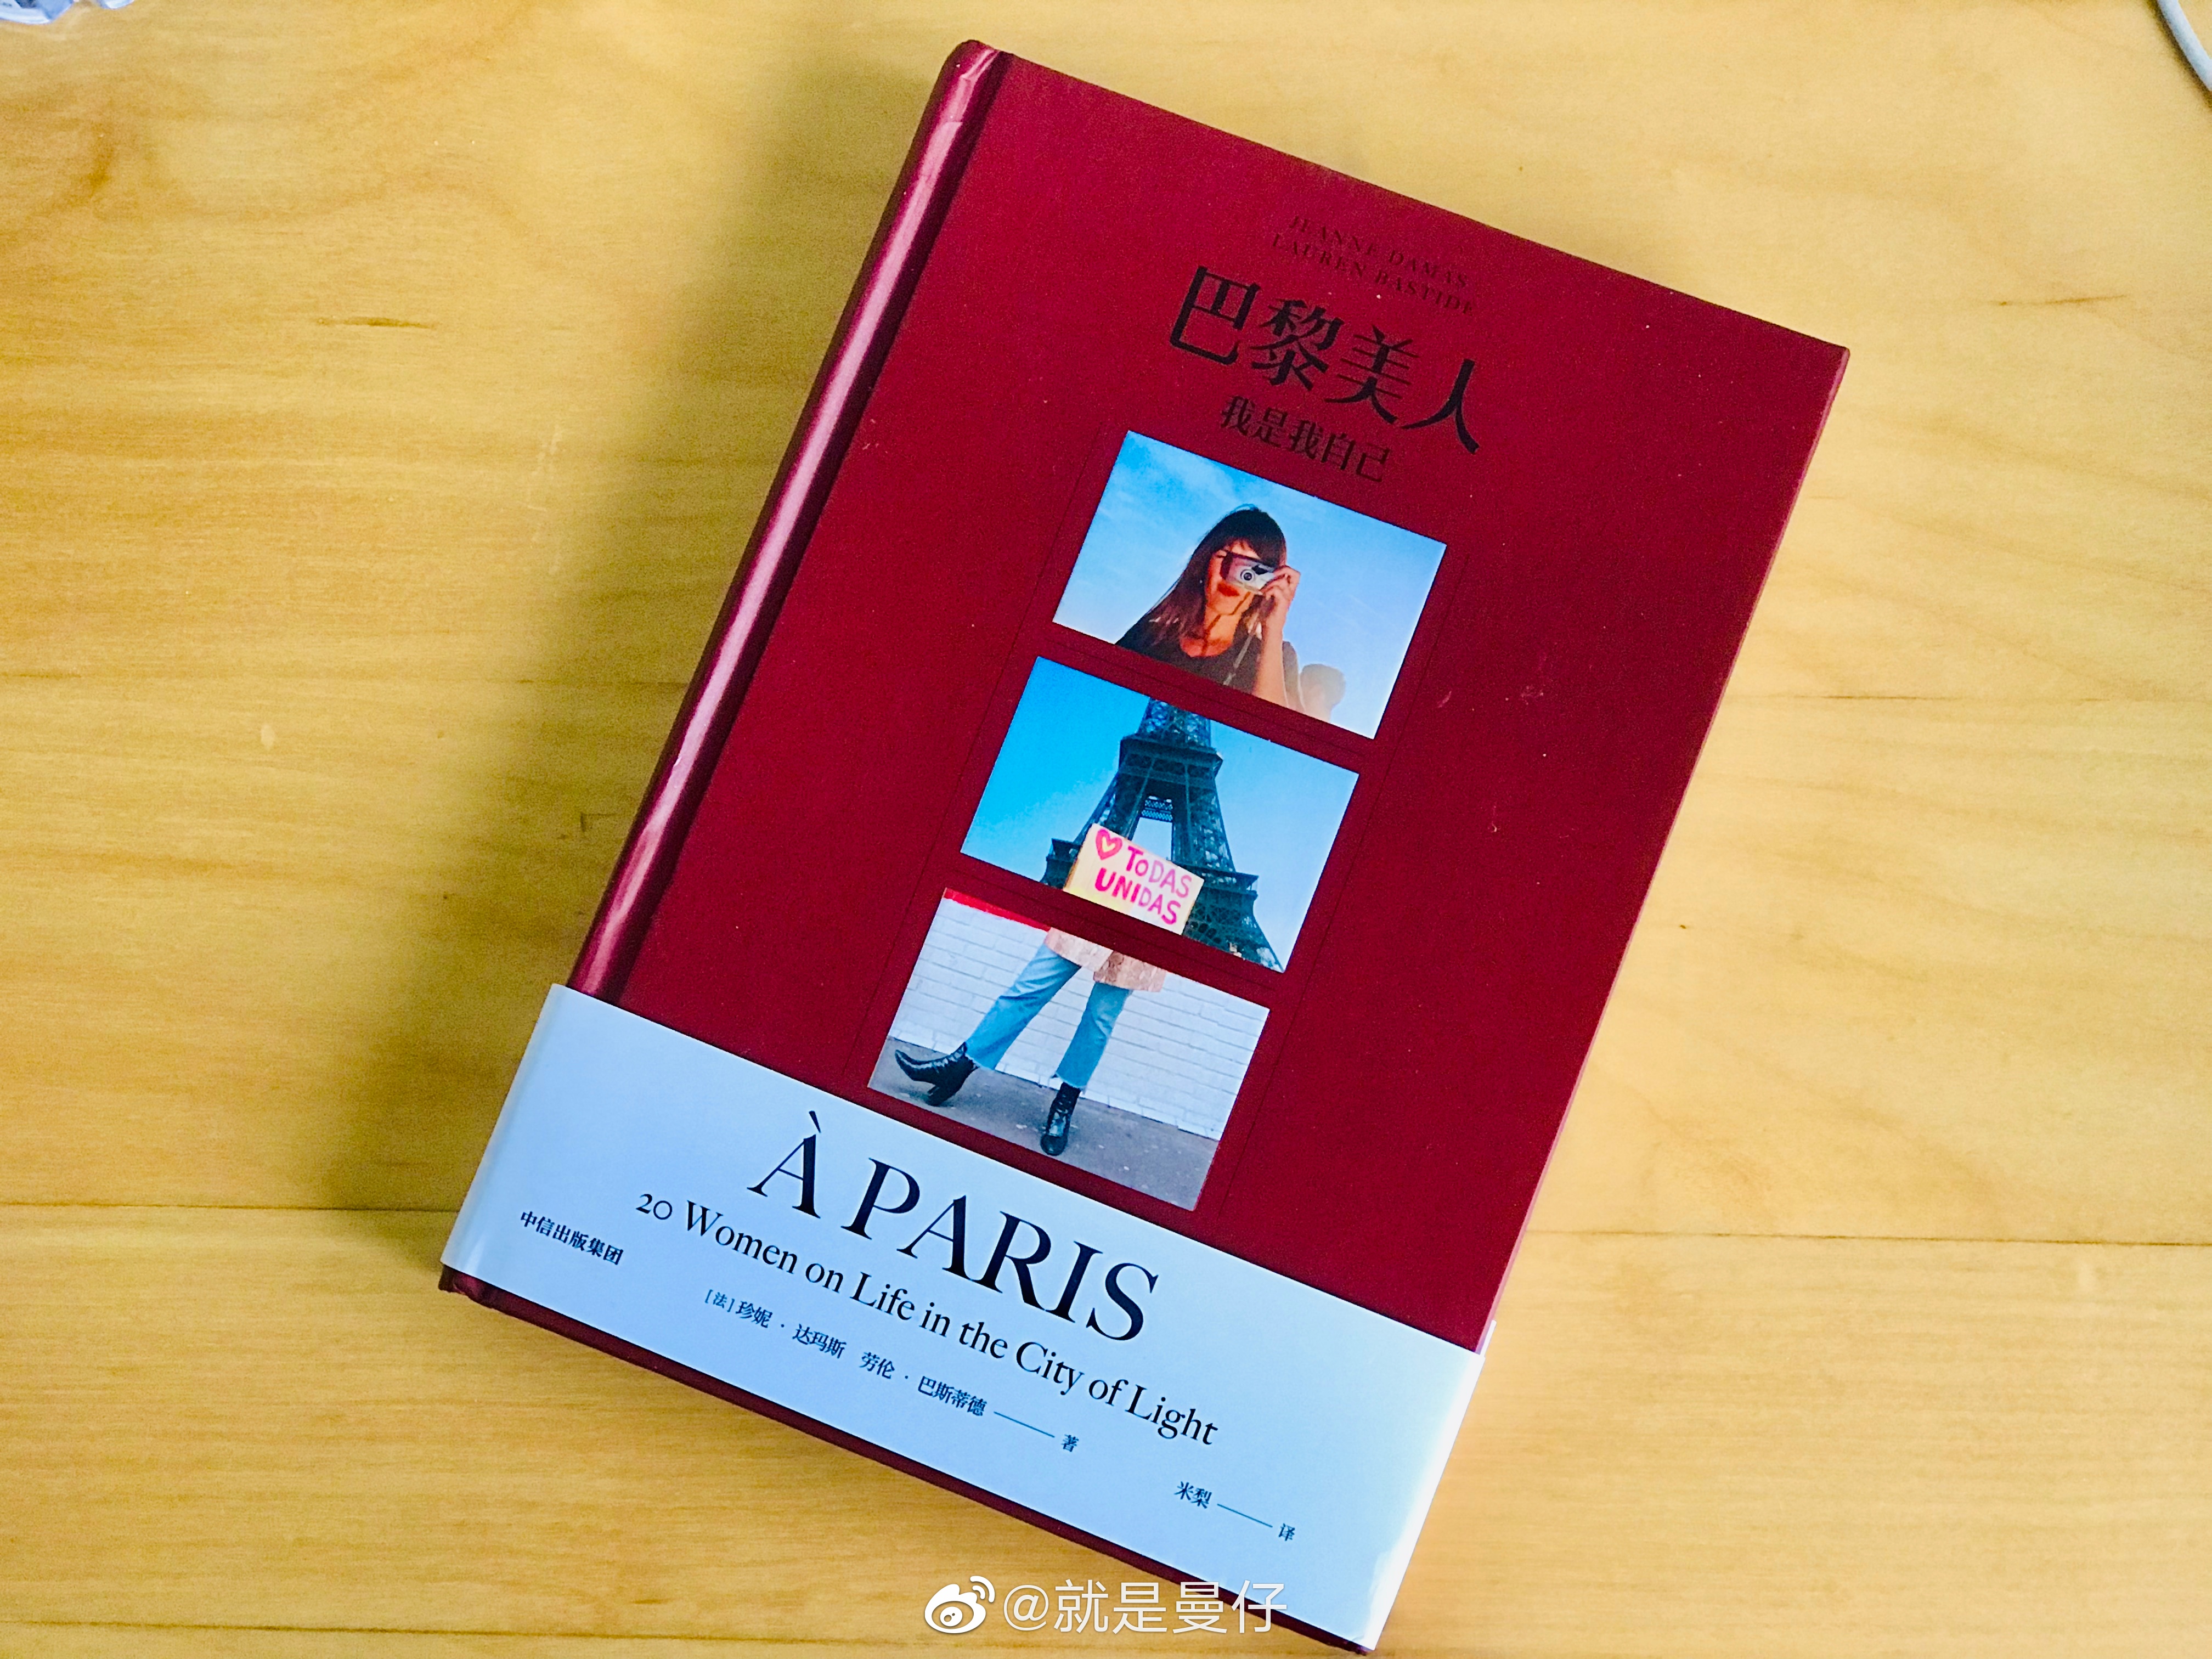 JEANNE DAMAS
LAUREN BASTIDE
巴黎美人
我是我自己
♡ TODAS
UNIDAS
À PARIS
20 Women on Life in the City of Light
中信出版集团
[法] 珍妮·达玛斯 劳伦·巴斯蒂德 —— 著
米梨 —— 译
@就是曼仔